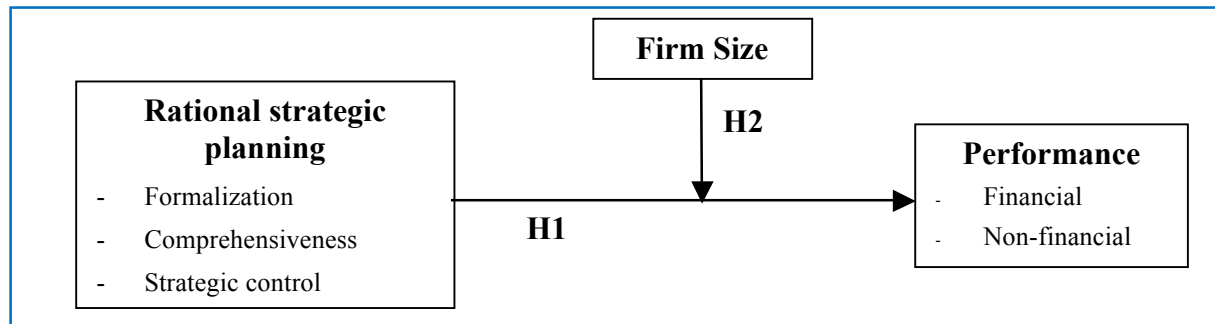 Firm Size
H2
Rational strategic
planning
- Formalization
- Comprehensiveness
- Strategic control
H1
Performance
- Financial
- Non-financial